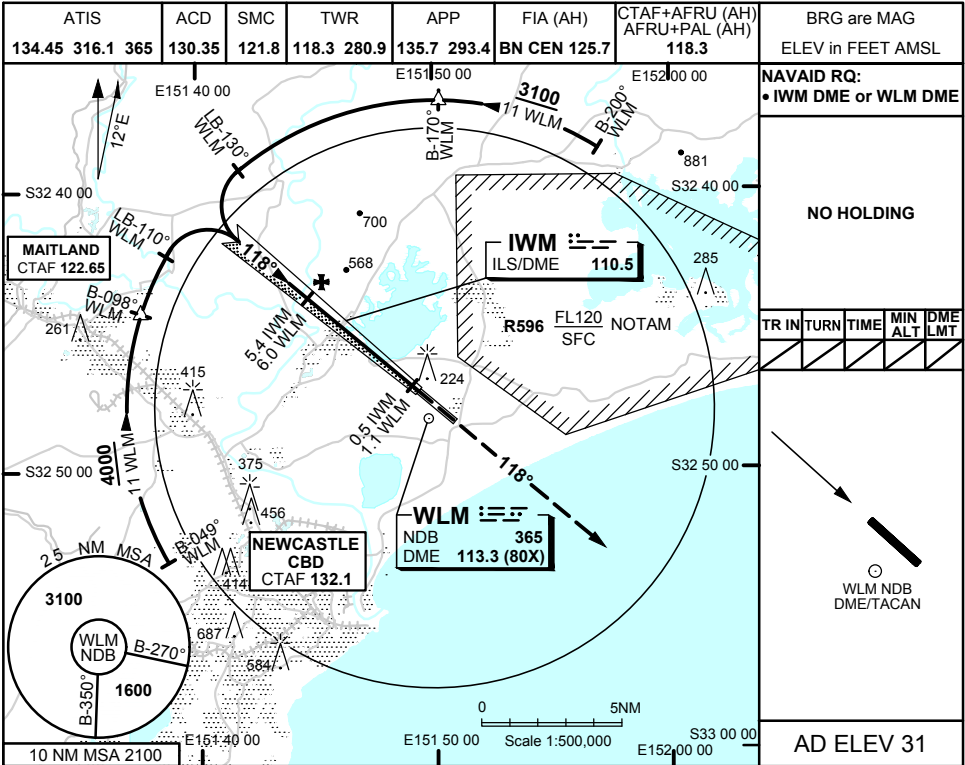 ATIS
134.45 316.1 365
ACD
130.35
SMC
121.8
TWR
118.3 280.9
APP
135.7 293.4
FIA (AH)
BN CEN 125.7
CTAF+AFRU (AH)
AFRU+PAL (AH)
118.3
BRG are MAG
ELEV in FEET AMSL
E151 40 00
E151 50 00
E152 00 00
12°E
3100
11 WLM
B-200°
WLM
B-170°
WLM
LB-130°
WLM
881
S32 40 00
S32 40 00
LB-110°
WLM
700
MAITLAND
CTAF 122.65
118°
568
IWM
ILS/DME 110.5
285
B-098°
WLM
261
5.4 IWM
6.0 WLM
R596 FL120
SFC
NOTAM
415
224
0.5 IWM
1.1 WLM
4000
11 WLM
S32 50 00
S32 50 00
118°
375
456
WLM
NDB 365
DME 113.3 (80X)
NEWCASTLE
CBD
CTAF 132.1
B-049°
WLM
414
687
584
25 NM MSA
3100
WLM
NDB
B-270°
B-350°
1600
10 NM MSA 2100
E151 40 00
E151 50 00
0 5NM
Scale 1:500,000
S33 00 00
E152 00 00
NAVAID RQ:
• IWM DME or WLM DME
NO HOLDING
TR IN
TURN
TIME
MIN
ALT
DME
LMT
WLM NDB
DME/TACAN
AD ELEV 31